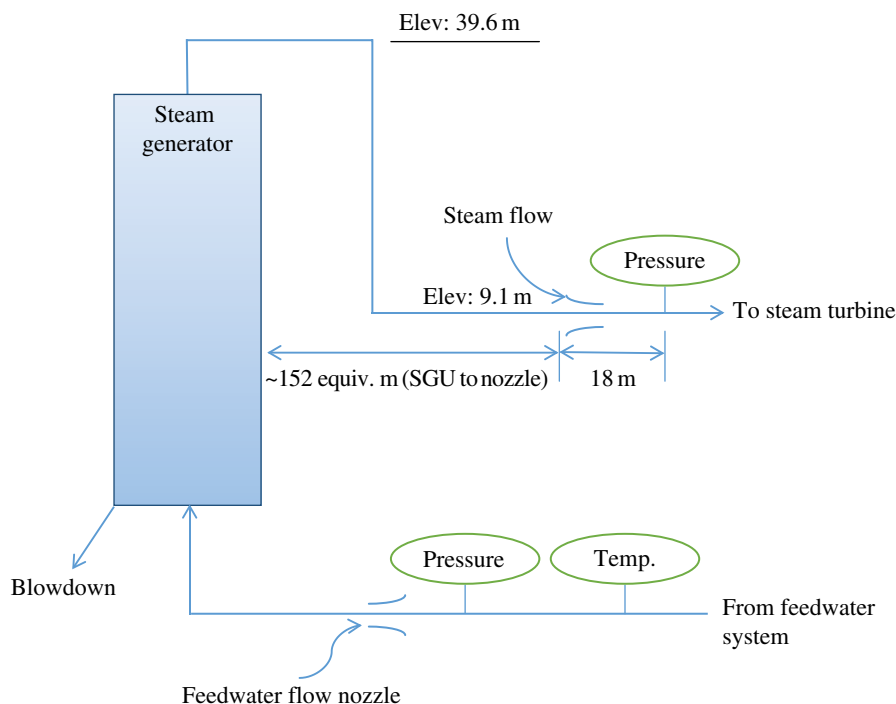 Elev: 39.6 m
Steam
generator
Steam flow
Pressure
Elev: 9.1 m
To steam turbine
~152 equiv. m (SGU to nozzle)
18 m
Pressure
Temp.
Blowdown
From feedwater
system
Feedwater flow nozzle